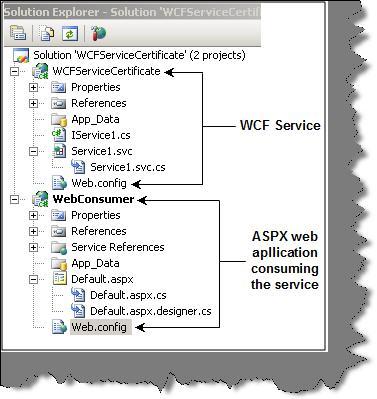 Solution Explorer - Solution 'WCFServiceCertif
Solution 'WCFServiceCertificate' (2 projects)
WCFServiceCertificate
Properties
References
App_Data
IService1.cs
Service1.svc
Service1.svc.cs
Web.config
WebConsumer
Properties
References
Service References
App_Data
Default.aspx
Default.aspx.cs
Default.aspx.designer.cs
Web.config
WCF Service
ASPX web
apllication
consuming
the service